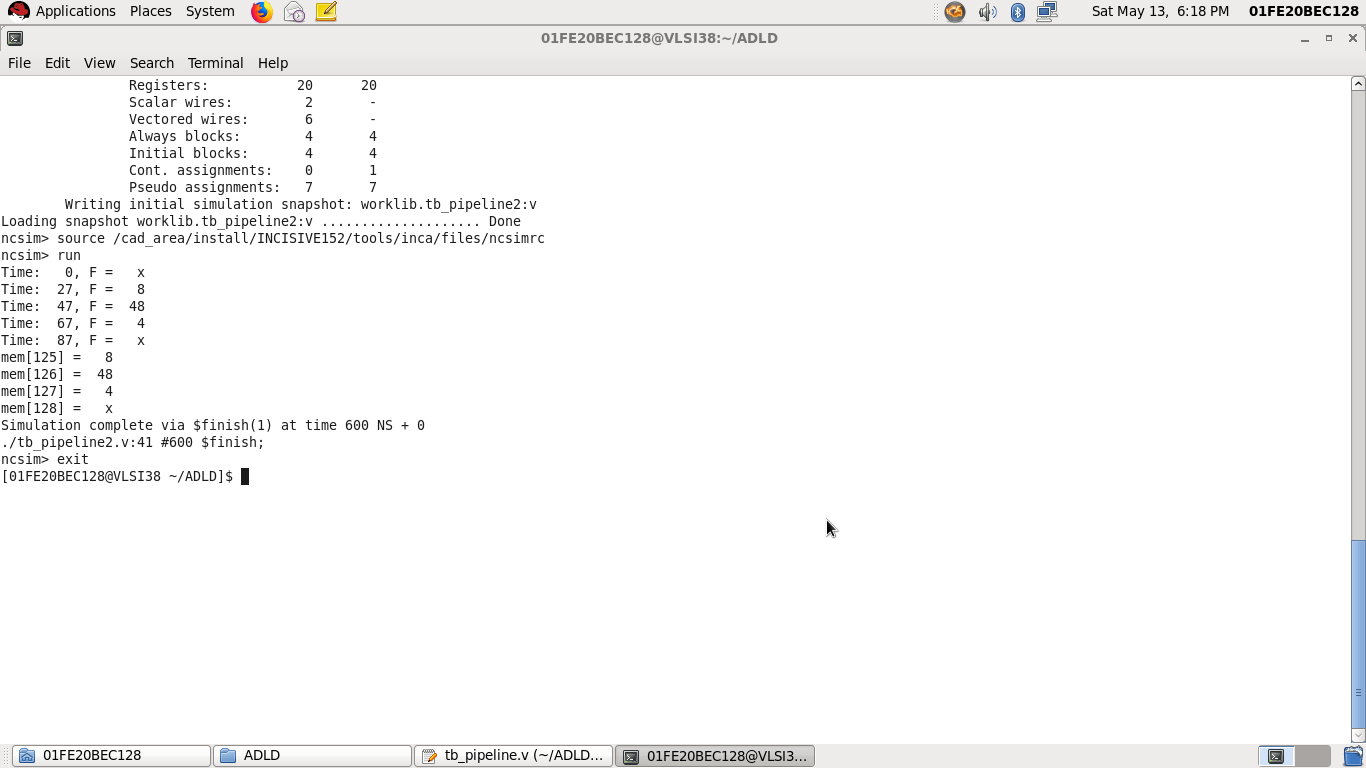 Applications Places System Sat May 13, 6:18 PM 01FE20BEC128
01FE20BEC128@VLSI38:~/ADLD
File Edit View Search Terminal Help
Registers: 20 20
Scalar wires: 2 -
Vectored wires: 6 -
Always blocks: 4 4
Initial blocks: 4 4
Cont. assignments: 0 1
Pseudo assignments: 7 7
Writing initial simulation snapshot: worklib.tb_pipeline2:v
Loading snapshot worklib.tb_pipeline2:v .................... Done
ncsim> source /cad_area/install/INCISIVE152/tools/inca/files/ncsimrc
ncsim> run
Time: 0, F = x
Time: 27, F = 8
Time: 47, F = 48
Time: 67, F = 4
Time: 87, F = x
mem[125] = 8
mem[126] = 48
mem[127] = 4
mem[128] = x
Simulation complete via $finish(1) at time 600 NS + 0
./tb_pipeline2.v:41 #600 $finish;
ncsim> exit
[01FE20BEC128@VLSI38 ~/ADLD]$
01FE20BEC128 ADLD tb_pipeline.v (~/ADLD... 01FE20BEC128@VLSI3...